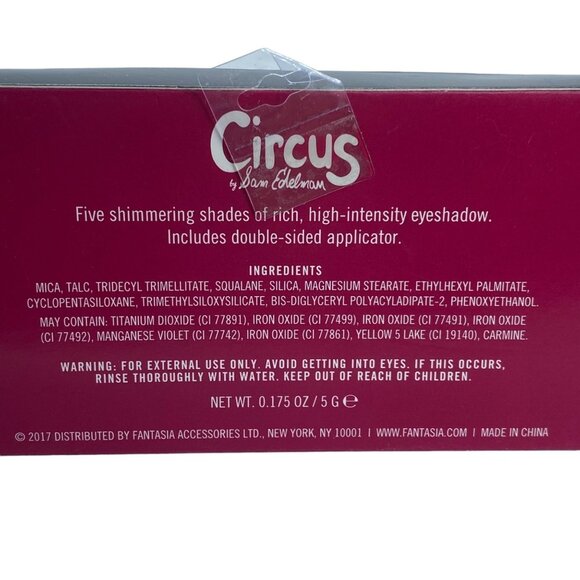 Circus
by Sam Edelman
Five shimmering shades of rich, high-intensity eyeshadow.
Includes double-sided applicator.
INGREDIENTS
MICA, TALC, TRIDECYL TRIMELLITATE, SQUALANE, SILICA, MAGNESIUM STEARATE, ETHYLHEXYL PALMITATE,
CYCLOPENTASILOXANE, TRIMETHYLSILOXYSILICATE, BIS-DIGLYCERYL POLYACYLADIPATE-2, PHENOXYETHANOL.
MAY CONTAIN: TITANIUM DIOXIDE (CI 77891), IRON OXIDE (CI 77499), IRON OXIDE (CI 77491), IRON OXIDE
(CI 77492), MANGANESE VIOLET (CI 77742), IRON OXIDE (CI 77861), YELLOW 5 LAKE (CI 19140), CARMINE.
WARNING: FOR EXTERNAL USE ONLY. AVOID GETTING INTO EYES. IF THIS OCCURS,
RINSE THOROUGHLY WITH WATER. KEEP OUT OF REACH OF CHILDREN.
NET WT. 0.175 OZ / 5 G ℮
© 2017 DISTRIBUTED BY FANTASIA ACCESSORIES LTD., NEW YORK, NY 10001 | WWW.FANTASIA.COM | MADE IN CHINA